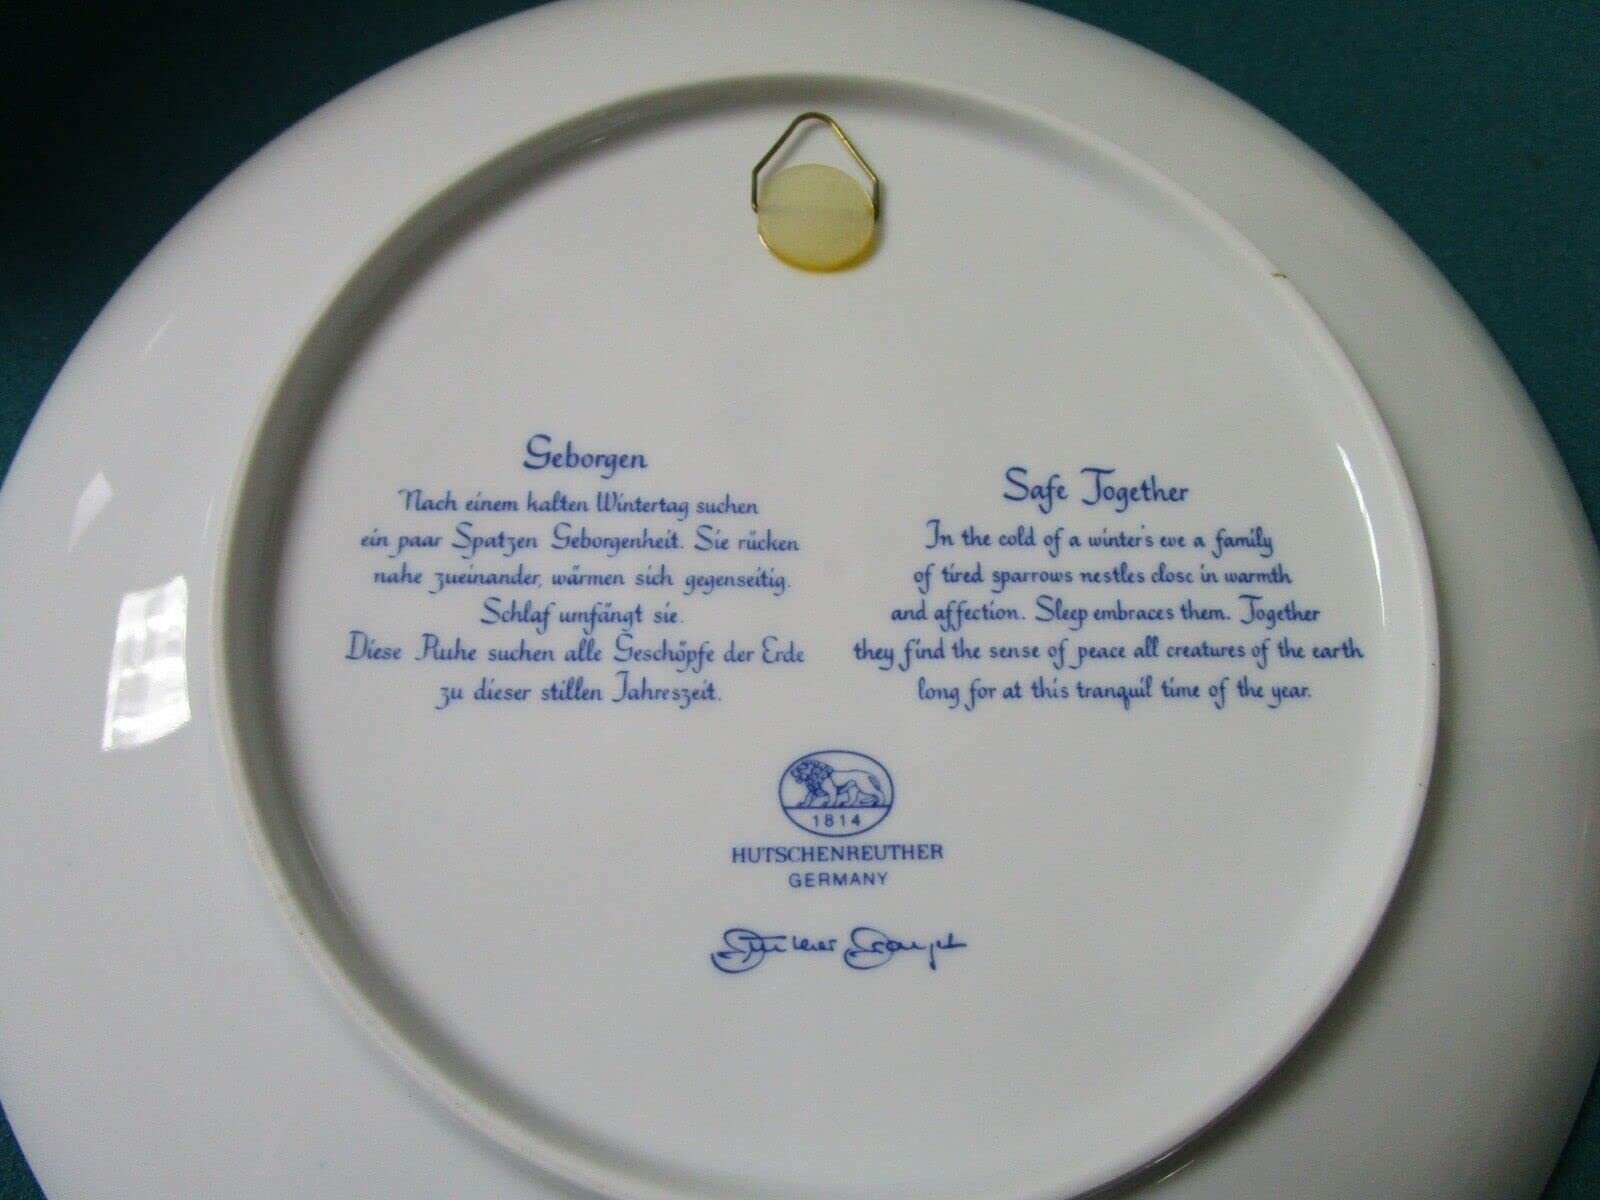 Geborgen
Nach einem kalten Wintertag suchen
ein paar Spatzen Geborgenheit. Sie rücken
nahe zueinander, wärmen sich gegenseitig.
Schlaf umfängt sie.
Diese Ruhe suchen alle Geschöpfe der Erde
zu dieser stillen Jahreszeit.
Safe Together
In the cold of a winter's eve a family
of tired sparrows nestles close in warmth
and affection. Sleep embraces them. Together
they find the sense of peace all creatures of the earth
long for at this tranquil time of the year.
1814
HUTSCHENREUTHER
GERMANY